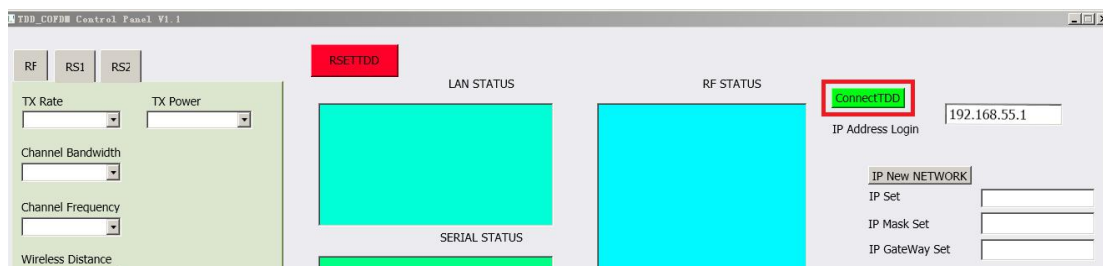 TDD_COFDM Control Panel V1.1
RF RS1 RS2
RSETTDD
LAN STATUS
RF STATUS
TX Rate
TX Power
ConnectTDD
192.168.55.1
IP Address Login
Channel Bandwidth
IP New NETWORK
IP Set
Channel Frequency
IP Mask Set
SERIAL STATUS
IP GateWay Set
Wireless Distance